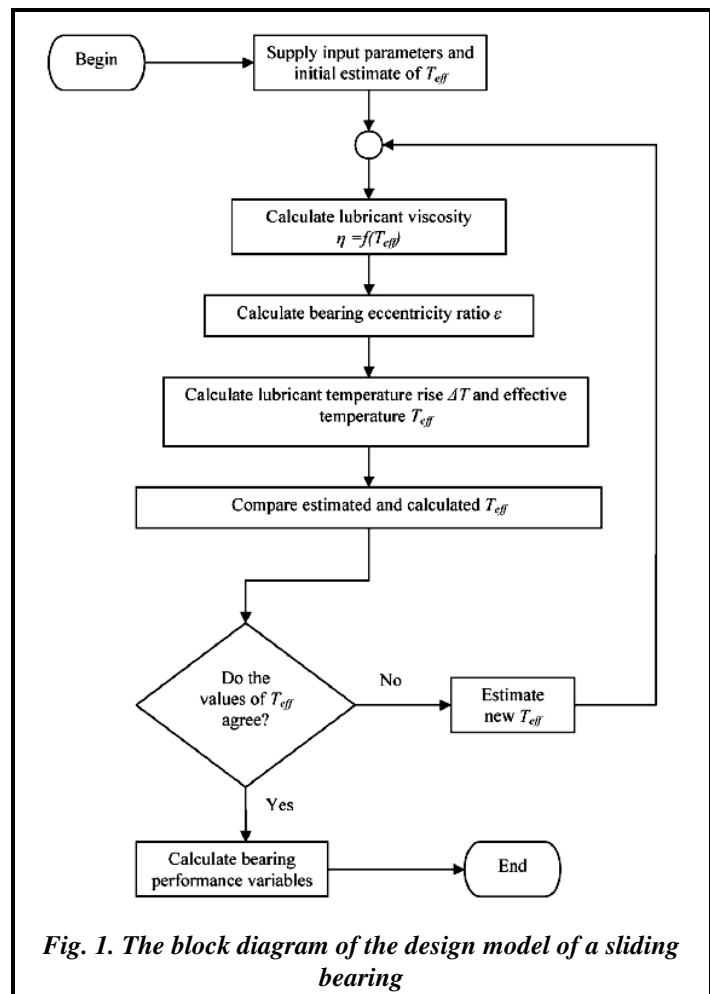 Begin
Supply input parameters and
initial estimate of T_eff
Calculate lubricant viscosity
η =f(T_eff)
Calculate bearing eccentricity ratio ε
Calculate lubricant temperature rise ΔT and effective
temperature T_eff
Compare estimated and calculated T_eff
Do the
values of T_eff
agree?
No
Estimate
new T_eff
Yes
Calculate bearing
performance variables
End
Fig. 1. The block diagram of the design model of a sliding
bearing